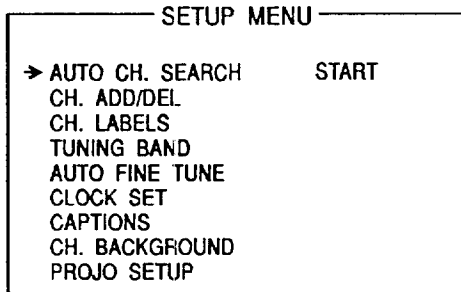 SETUP MENU
→ AUTO CH. SEARCH START
CH. ADD/DEL
CH. LABELS
TUNING BAND
AUTO FINE TUNE
CLOCK SET
CAPTIONS
CH. BACKGROUND
PROJO SETUP